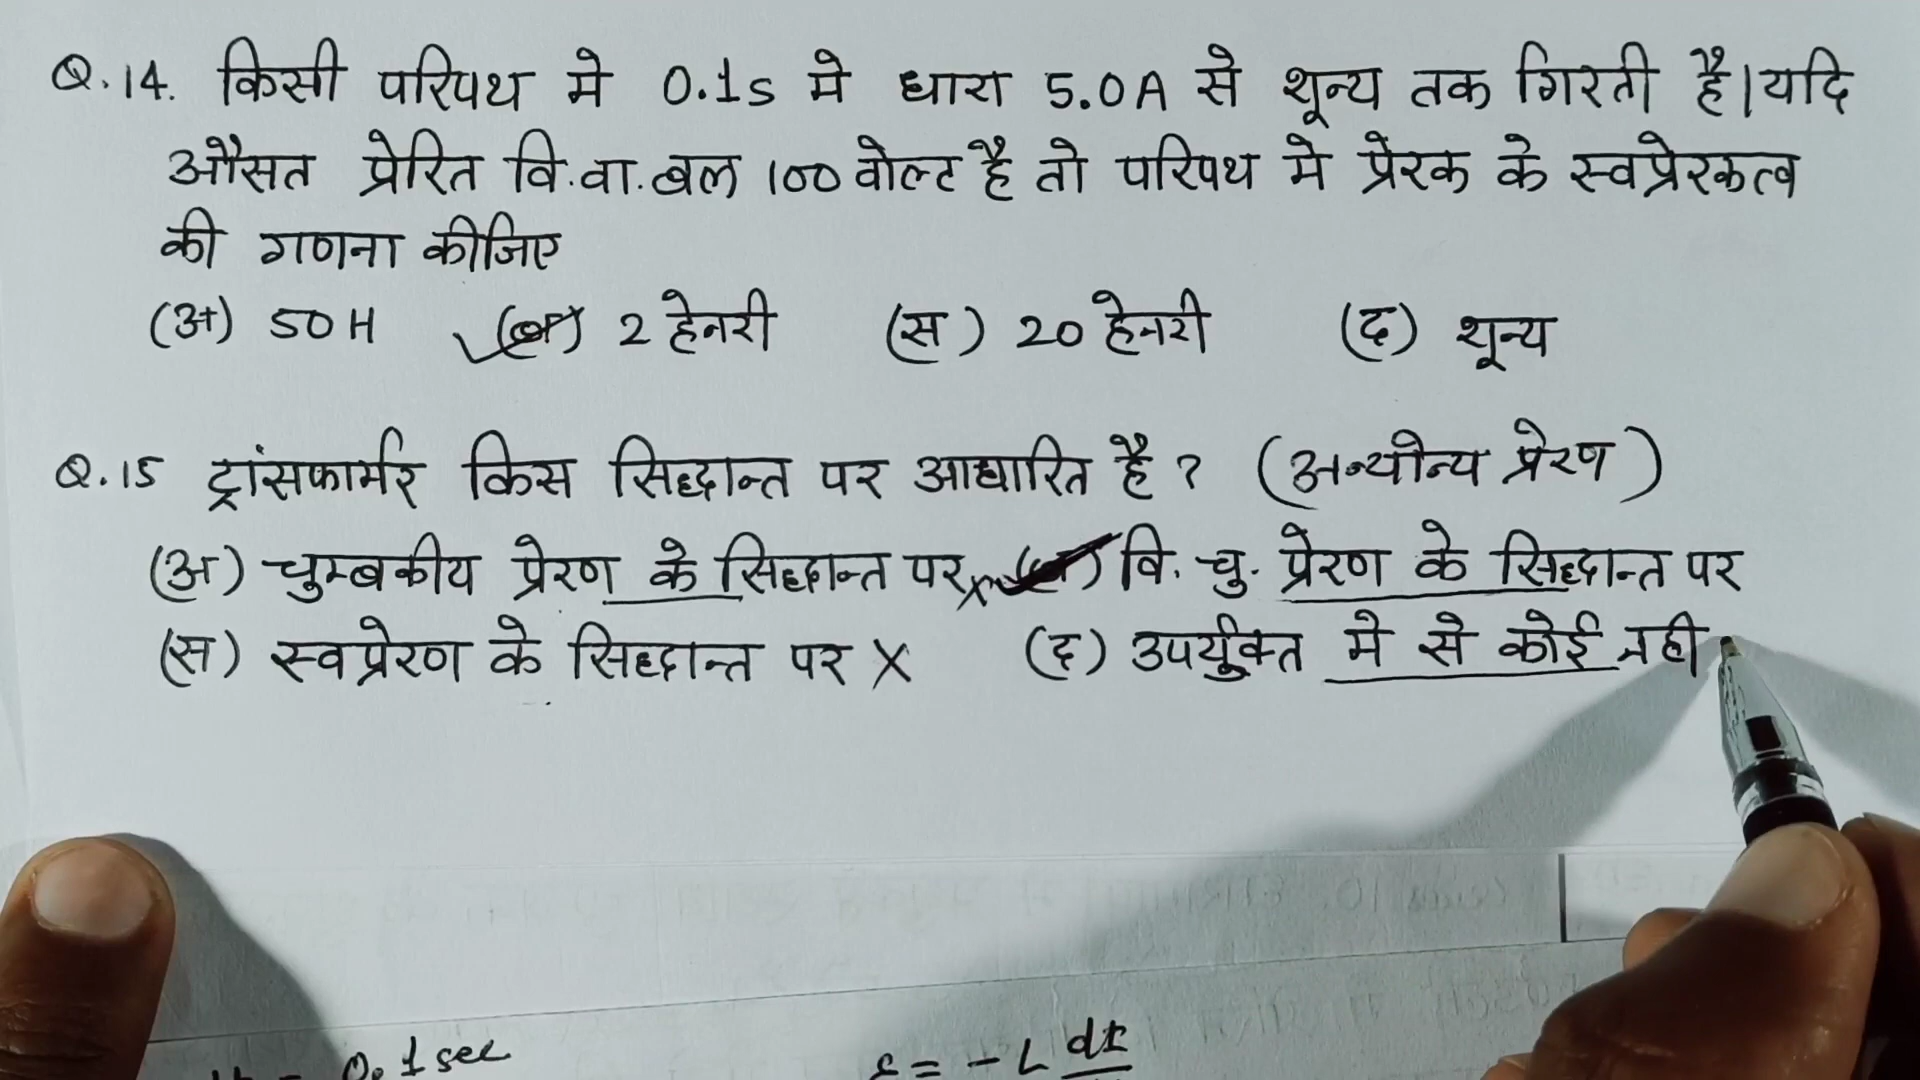 Q.14. किसी परिपथ मे 0.1s मे धारा 5.0A से शून्य तक गिरती है।यदि
औसत प्रेरित वि.वा.बल 100 वोल्ट है तो परिपथ मे प्रेरक के स्वप्रेरकत्व
की गणना कीजिए
(अ) 50H (ब) 2 हेनरी (स) 20 हेनरी (द) शून्य
Q.15 ट्रांसफार्मर किस सिद्धान्त पर आधारित है? (अन्योन्य प्रेरण)
(अ) चुम्बकीय प्रेरण के सिद्धान्त पर x (ब) वि. चु. प्रेरण के सिद्धान्त पर
(स) स्वप्रेरण के सिद्धान्त पर X (द) उपर्युक्त मे से कोई नही
= 0.1 sec = -L